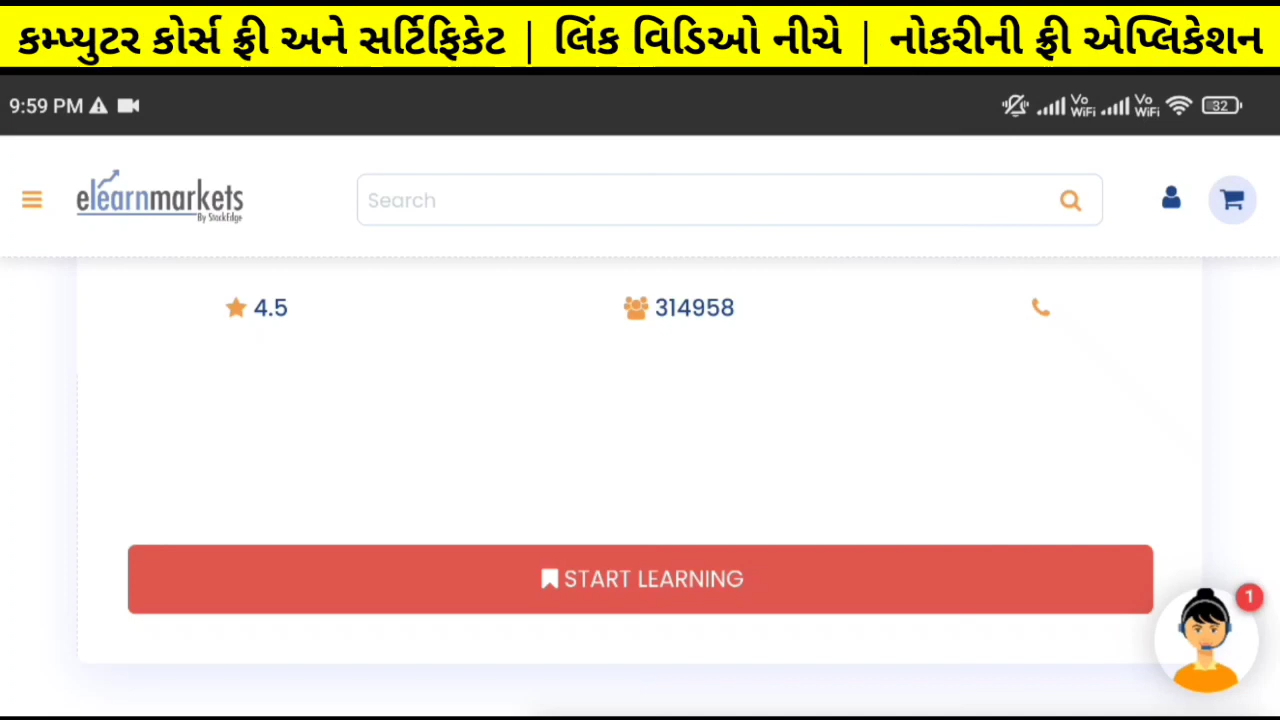 કમ્પ્યુટર કોર્સ ફ્રી અને સર્ટિફિકેટ | લિંક વિડિઓ નીચે | નોકરીની ફ્રી એપ્લિકેશન
9:59 PM Vo WiFi Vo WiFi 32
elearnmarkets
By StockEdge
Search
4.5 314958
START LEARNING
1